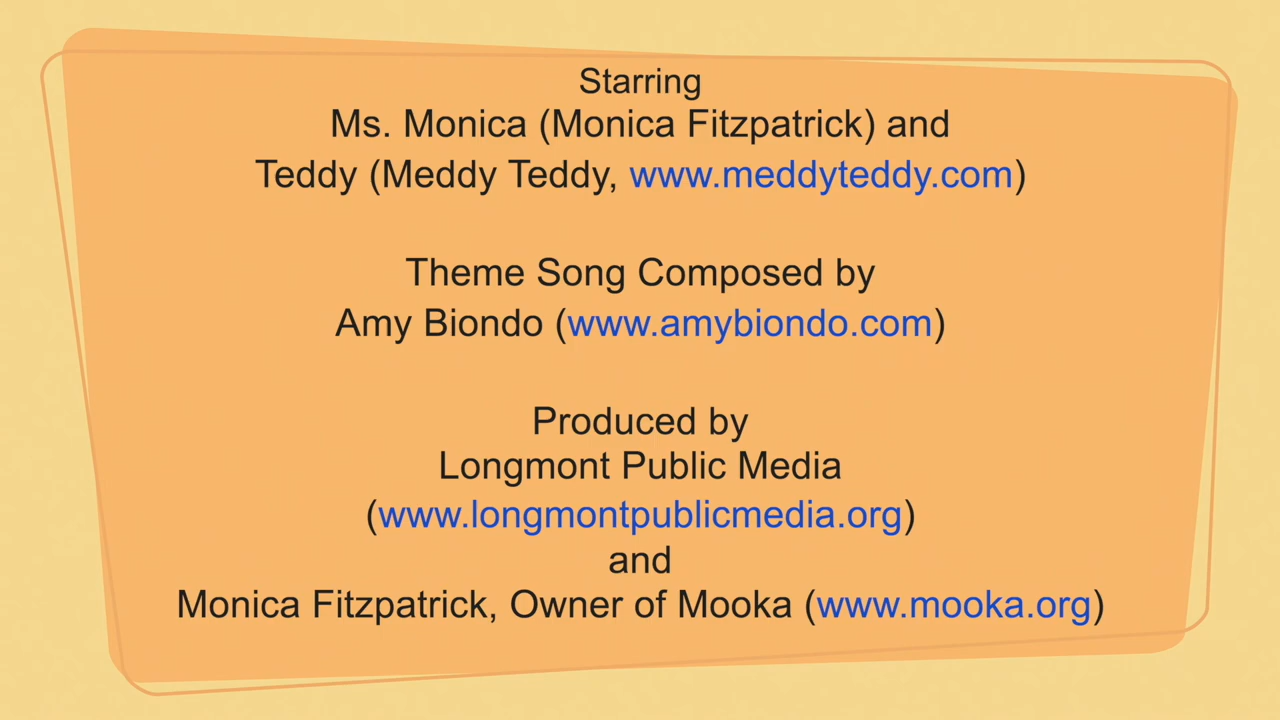 Starring
Ms. Monica (Monica Fitzpatrick) and
Teddy (Meddy Teddy, www.meddyteddy.com)
Theme Song Composed by
Amy Biondo (www.amybiondo.com)
Produced by
Longmont Public Media
(www.longmontpublicmedia.org)
and
Monica Fitzpatrick, Owner of Mooka (www.mooka.org)